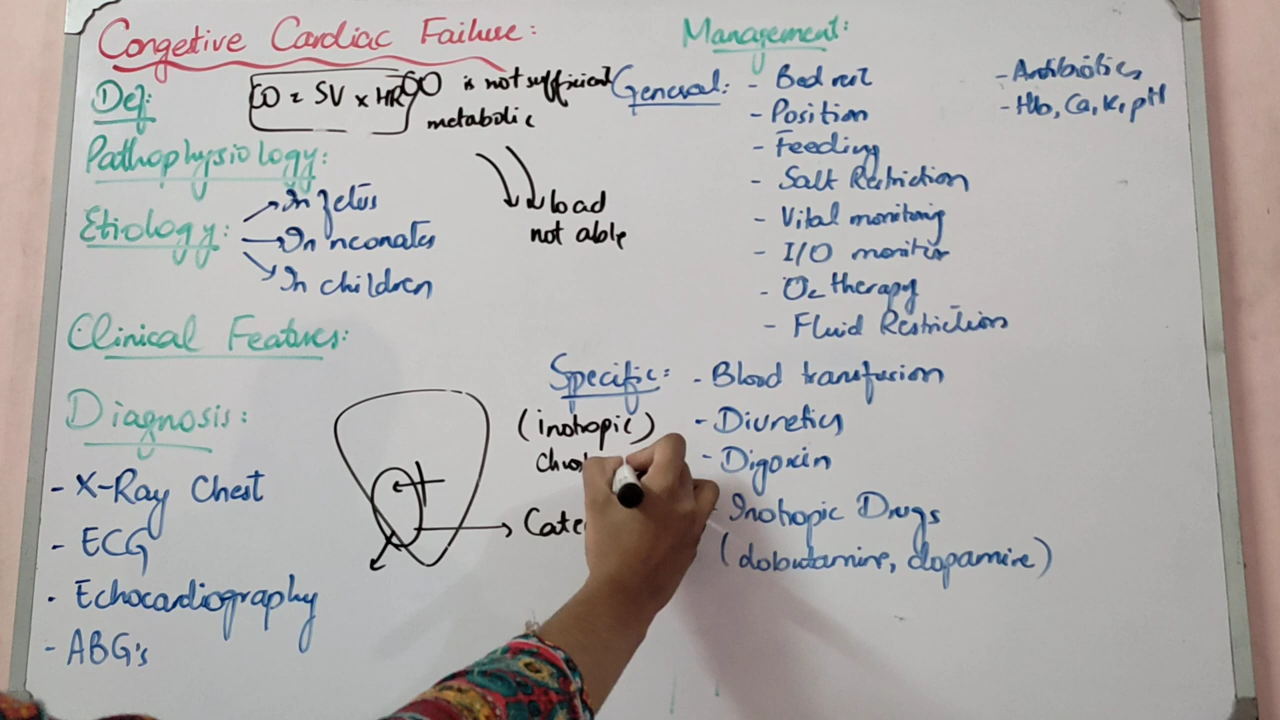 Congestive Cardiac Failure:
Def:
CO = SV x HR
CO is not sufficient
metabolic
Pathophysiology:
load
not able
Etiology:
In fetus
In neonates
In children
Clinical Features:
Diagnosis:
- X-Ray Chest
- ECG
- Echocardiography
- ABG's
Management:
General:
- Bed rest
- Position
- Feeding
- Salt Restriction
- Vital monitoring
- I/O monitor
- O2 therapy
- Fluid Restriction
- Antibiotics
- Hb, Ca, K, pH
Specific:
- Blood transfusion
- Diuretics
- Digoxin
- Inotropic Drugs
(dobutamine, dopamine)
(inotropic)